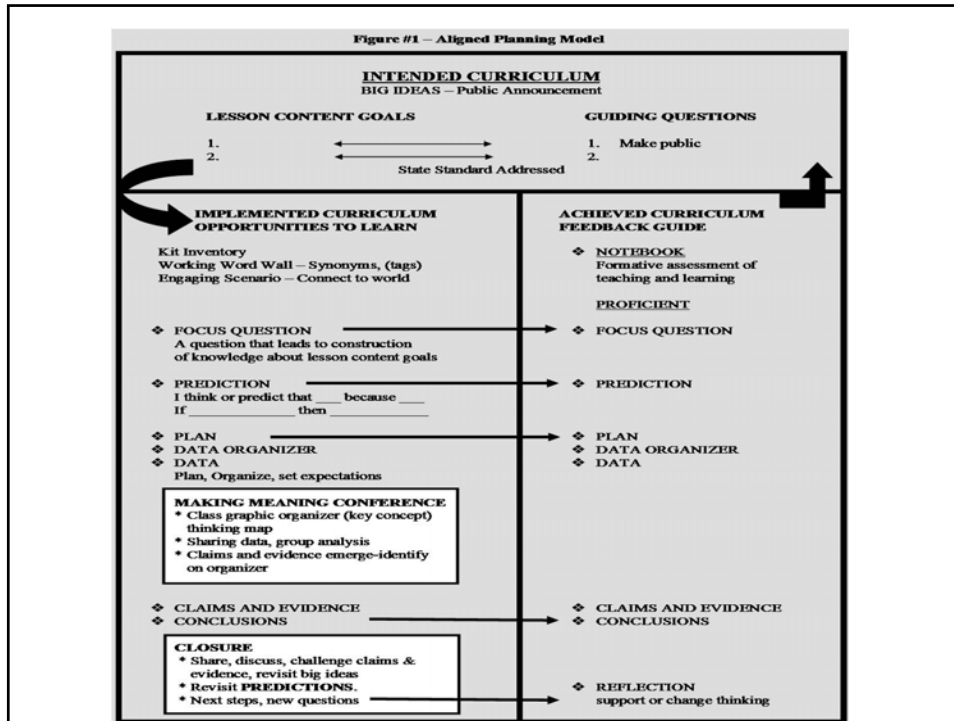 Figure #1 – Aligned Planning Model
INTENDED CURRICULUM
BIG IDEAS – Public Announcement
LESSON CONTENT GOALS
1.
2.
GUIDING QUESTIONS
1. Make public
2.
State Standard Addressed
IMPLEMENTED CURRICULUM
OPPORTUNITIES TO LEARN
Kit Inventory
Working Word Wall – Synonyms, (tags)
Engaging Scenario – Connect to world
❖ FOCUS QUESTION
A question that leads to construction
of knowledge about lesson content goals
❖ PREDICTION
I think or predict that ___ because ___
If ______________ then _____________
❖ PLAN
❖ DATA ORGANIZER
❖ DATA
Plan, Organize, set expectations
MAKING MEANING CONFERENCE
* Class graphic organizer (key concept)
thinking map
* Sharing data, group analysis
* Claims and evidence emerge-identify
on organizer
❖ CLAIMS AND EVIDENCE
❖ CONCLUSIONS
CLOSURE
* Share, discuss, challenge claims &
evidence, revisit big ideas
* Revisit PREDICTIONS.
* Next steps, new questions
ACHIEVED CURRICULUM
FEEDBACK GUIDE
❖ NOTEBOOK
Formative assessment of
teaching and learning
PROFICIENT
❖ FOCUS QUESTION
❖ PREDICTION
❖ PLAN
❖ DATA ORGANIZER
❖ DATA
❖ CLAIMS AND EVIDENCE
❖ CONCLUSIONS
❖ REFLECTION
support or change thinking